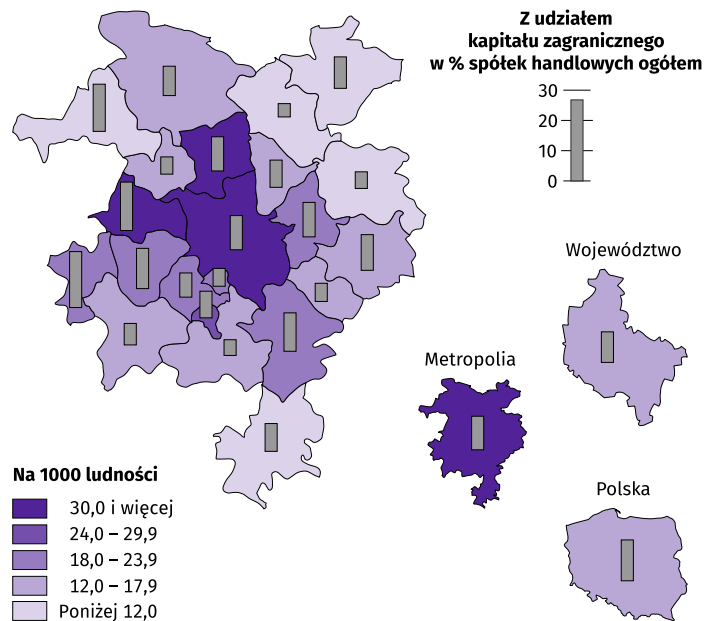 Z udziałem
kapitału zagranicznego
w % spółek handlowych ogółem
30
20
10
0
Województwo
Metropolia
Polska
Na 1000 ludności
30,0 i więcej
24,0 – 29,9
18,0 – 23,9
12,0 – 17,9
Poniżej 12,0